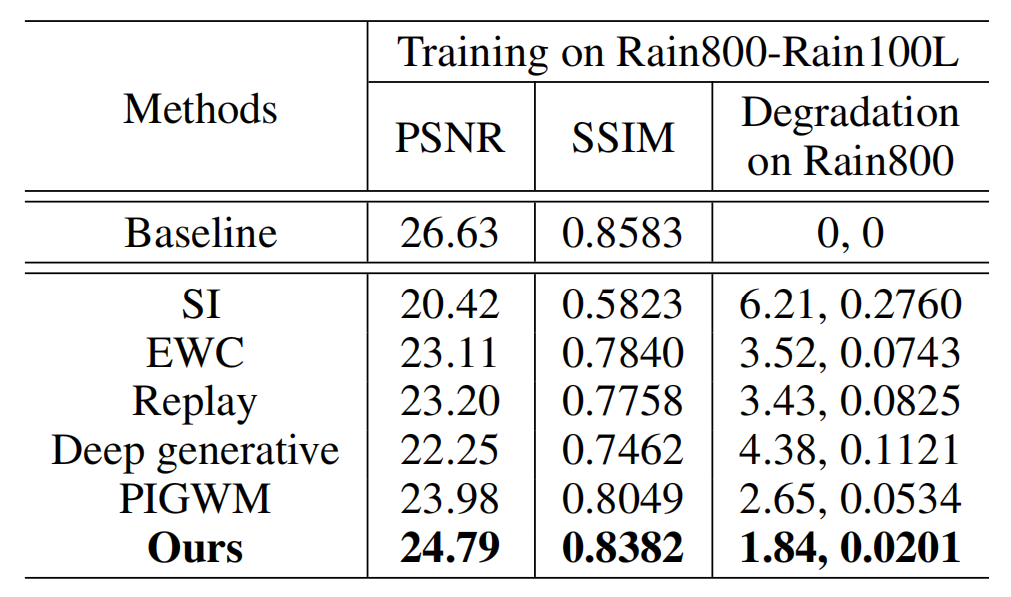 Methods
Training on Rain800-Rain100L
PSNR
SSIM
Degradation
on Rain800
Baseline 26.63 0.8583 0, 0
SI 20.42 0.5823 6.21, 0.2760
EWC 23.11 0.7840 3.52, 0.0743
Replay 23.20 0.7758 3.43, 0.0825
Deep generative 22.25 0.7462 4.38, 0.1121
PIGWM 23.98 0.8049 2.65, 0.0534
Ours 24.79 0.8382 1.84, 0.0201